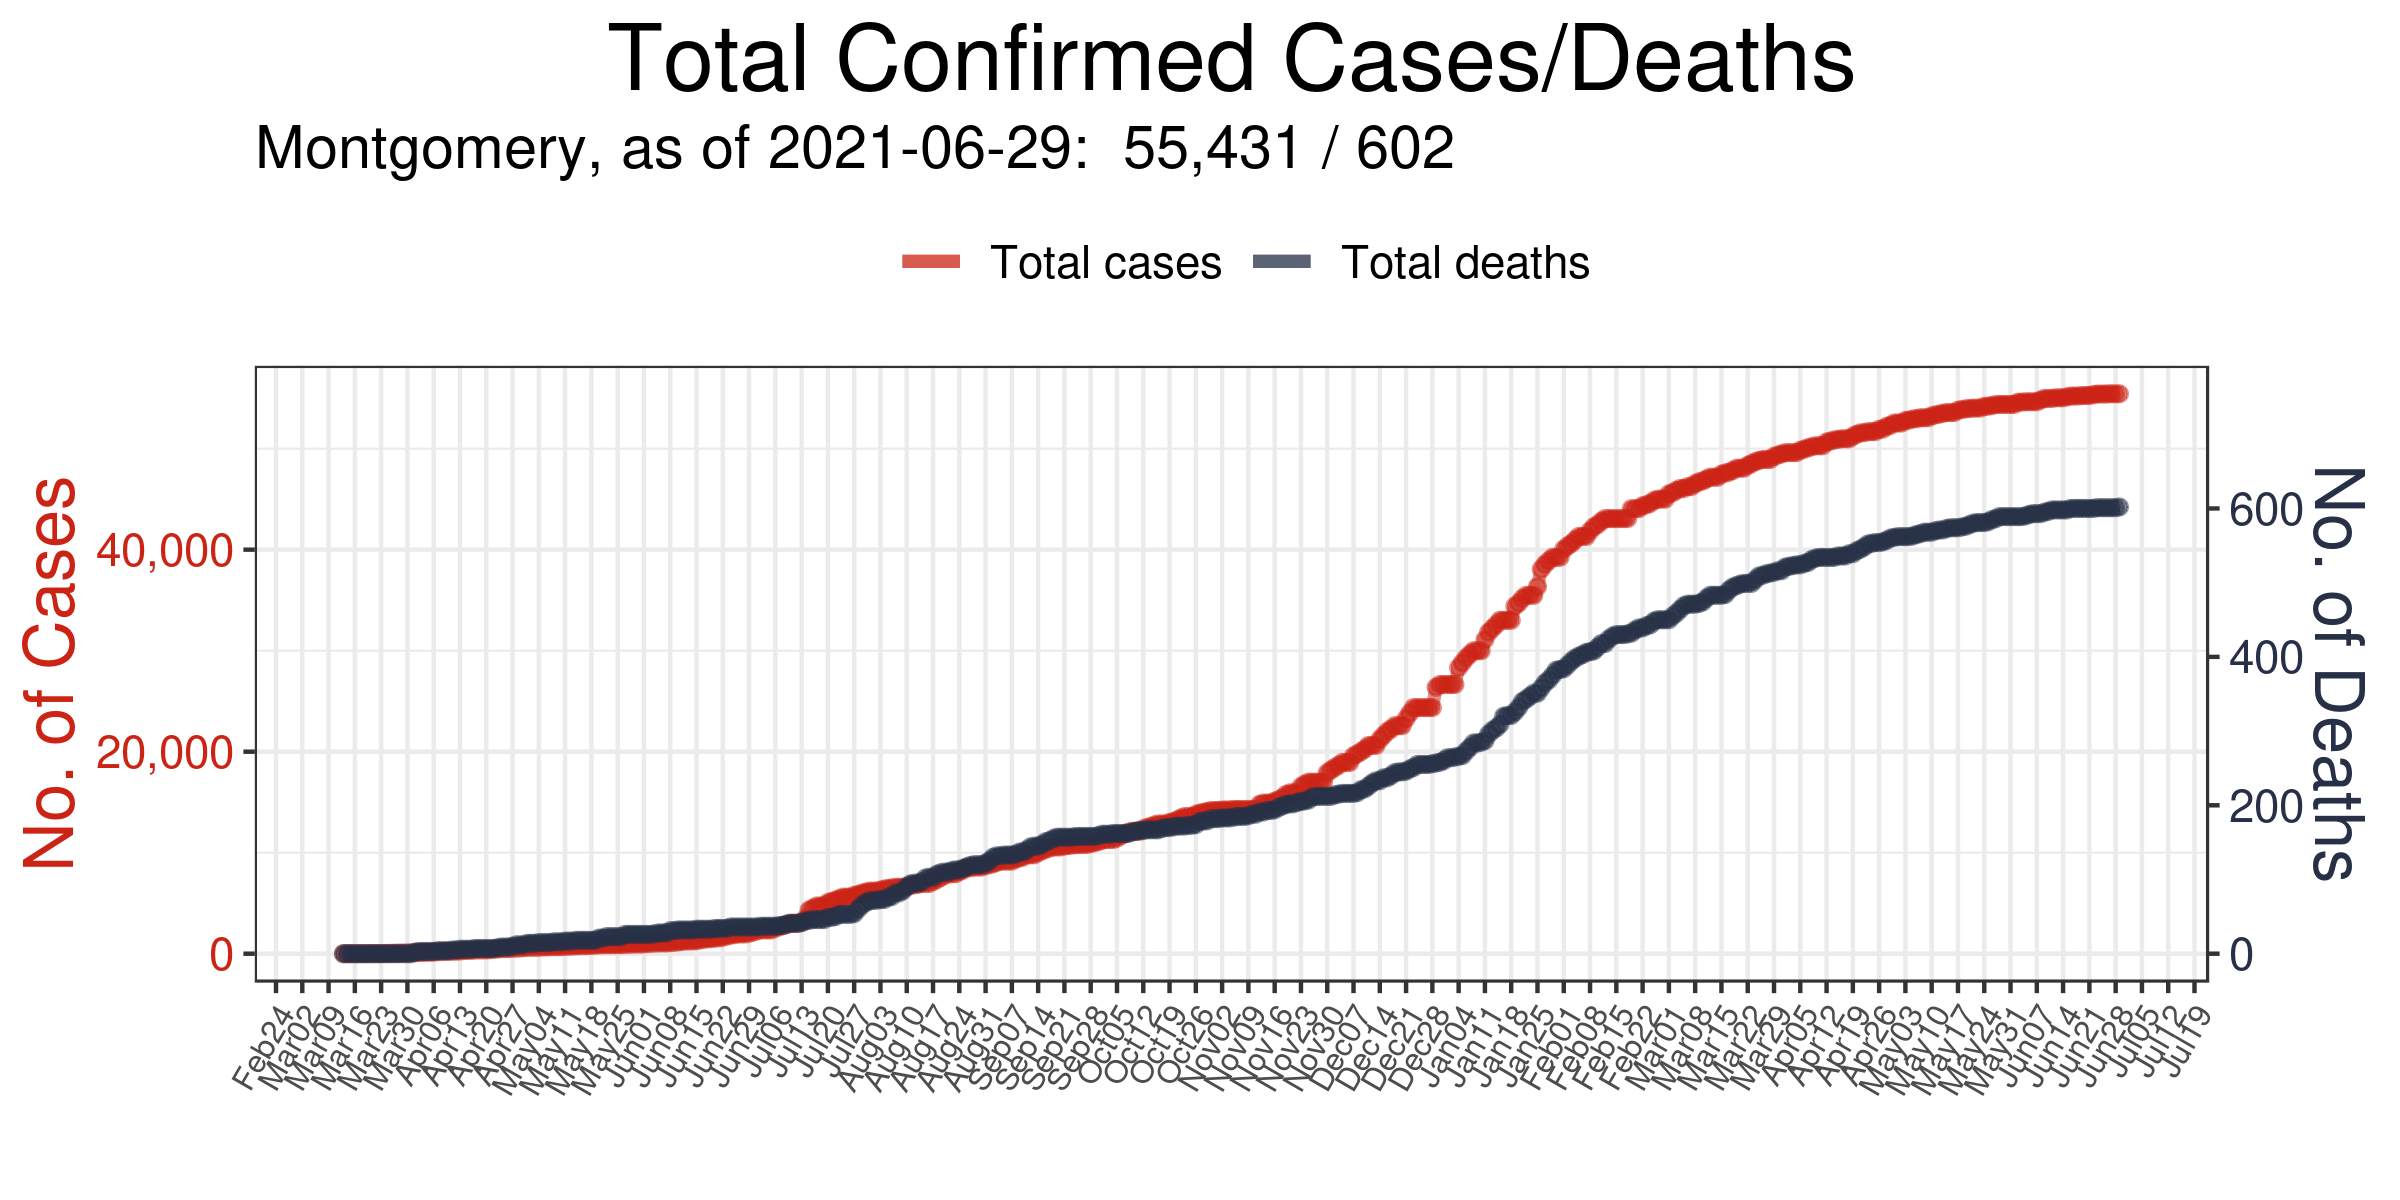 Total Confirmed Cases/Deaths
Montgomery, as of 2021-06-29:  55,431 / 602
Total cases
Total deaths
No. of Cases
40,000
20,000
0
600
400
200
0
No. of Deaths
Feb24
Mar02
Mar09
Mar16
Mar23
Mar30
Apr06
Apr13
Apr20
Apr27
May04
May11
May18
May25
Jun01
Jun08
Jun15
Jun22
Jun29
Jul06
Jul13
Jul20
Jul27
Aug03
Aug10
Aug17
Aug24
Aug31
Sep07
Sep14
Sep21
Sep28
Oct05
Oct12
Oct19
Oct26
Nov02
Nov09
Nov16
Nov23
Nov30
Dec07
Dec14
Dec21
Dec28
Jan04
Jan11
Jan18
Jan25
Feb01
Feb08
Feb15
Feb22
Mar01
Mar08
Mar15
Mar22
Mar29
Apr05
Apr12
Apr19
Apr26
May03
May10
May17
May24
May31
Jun07
Jun14
Jun21
Jun28
Jul05
Jul12
Jul19